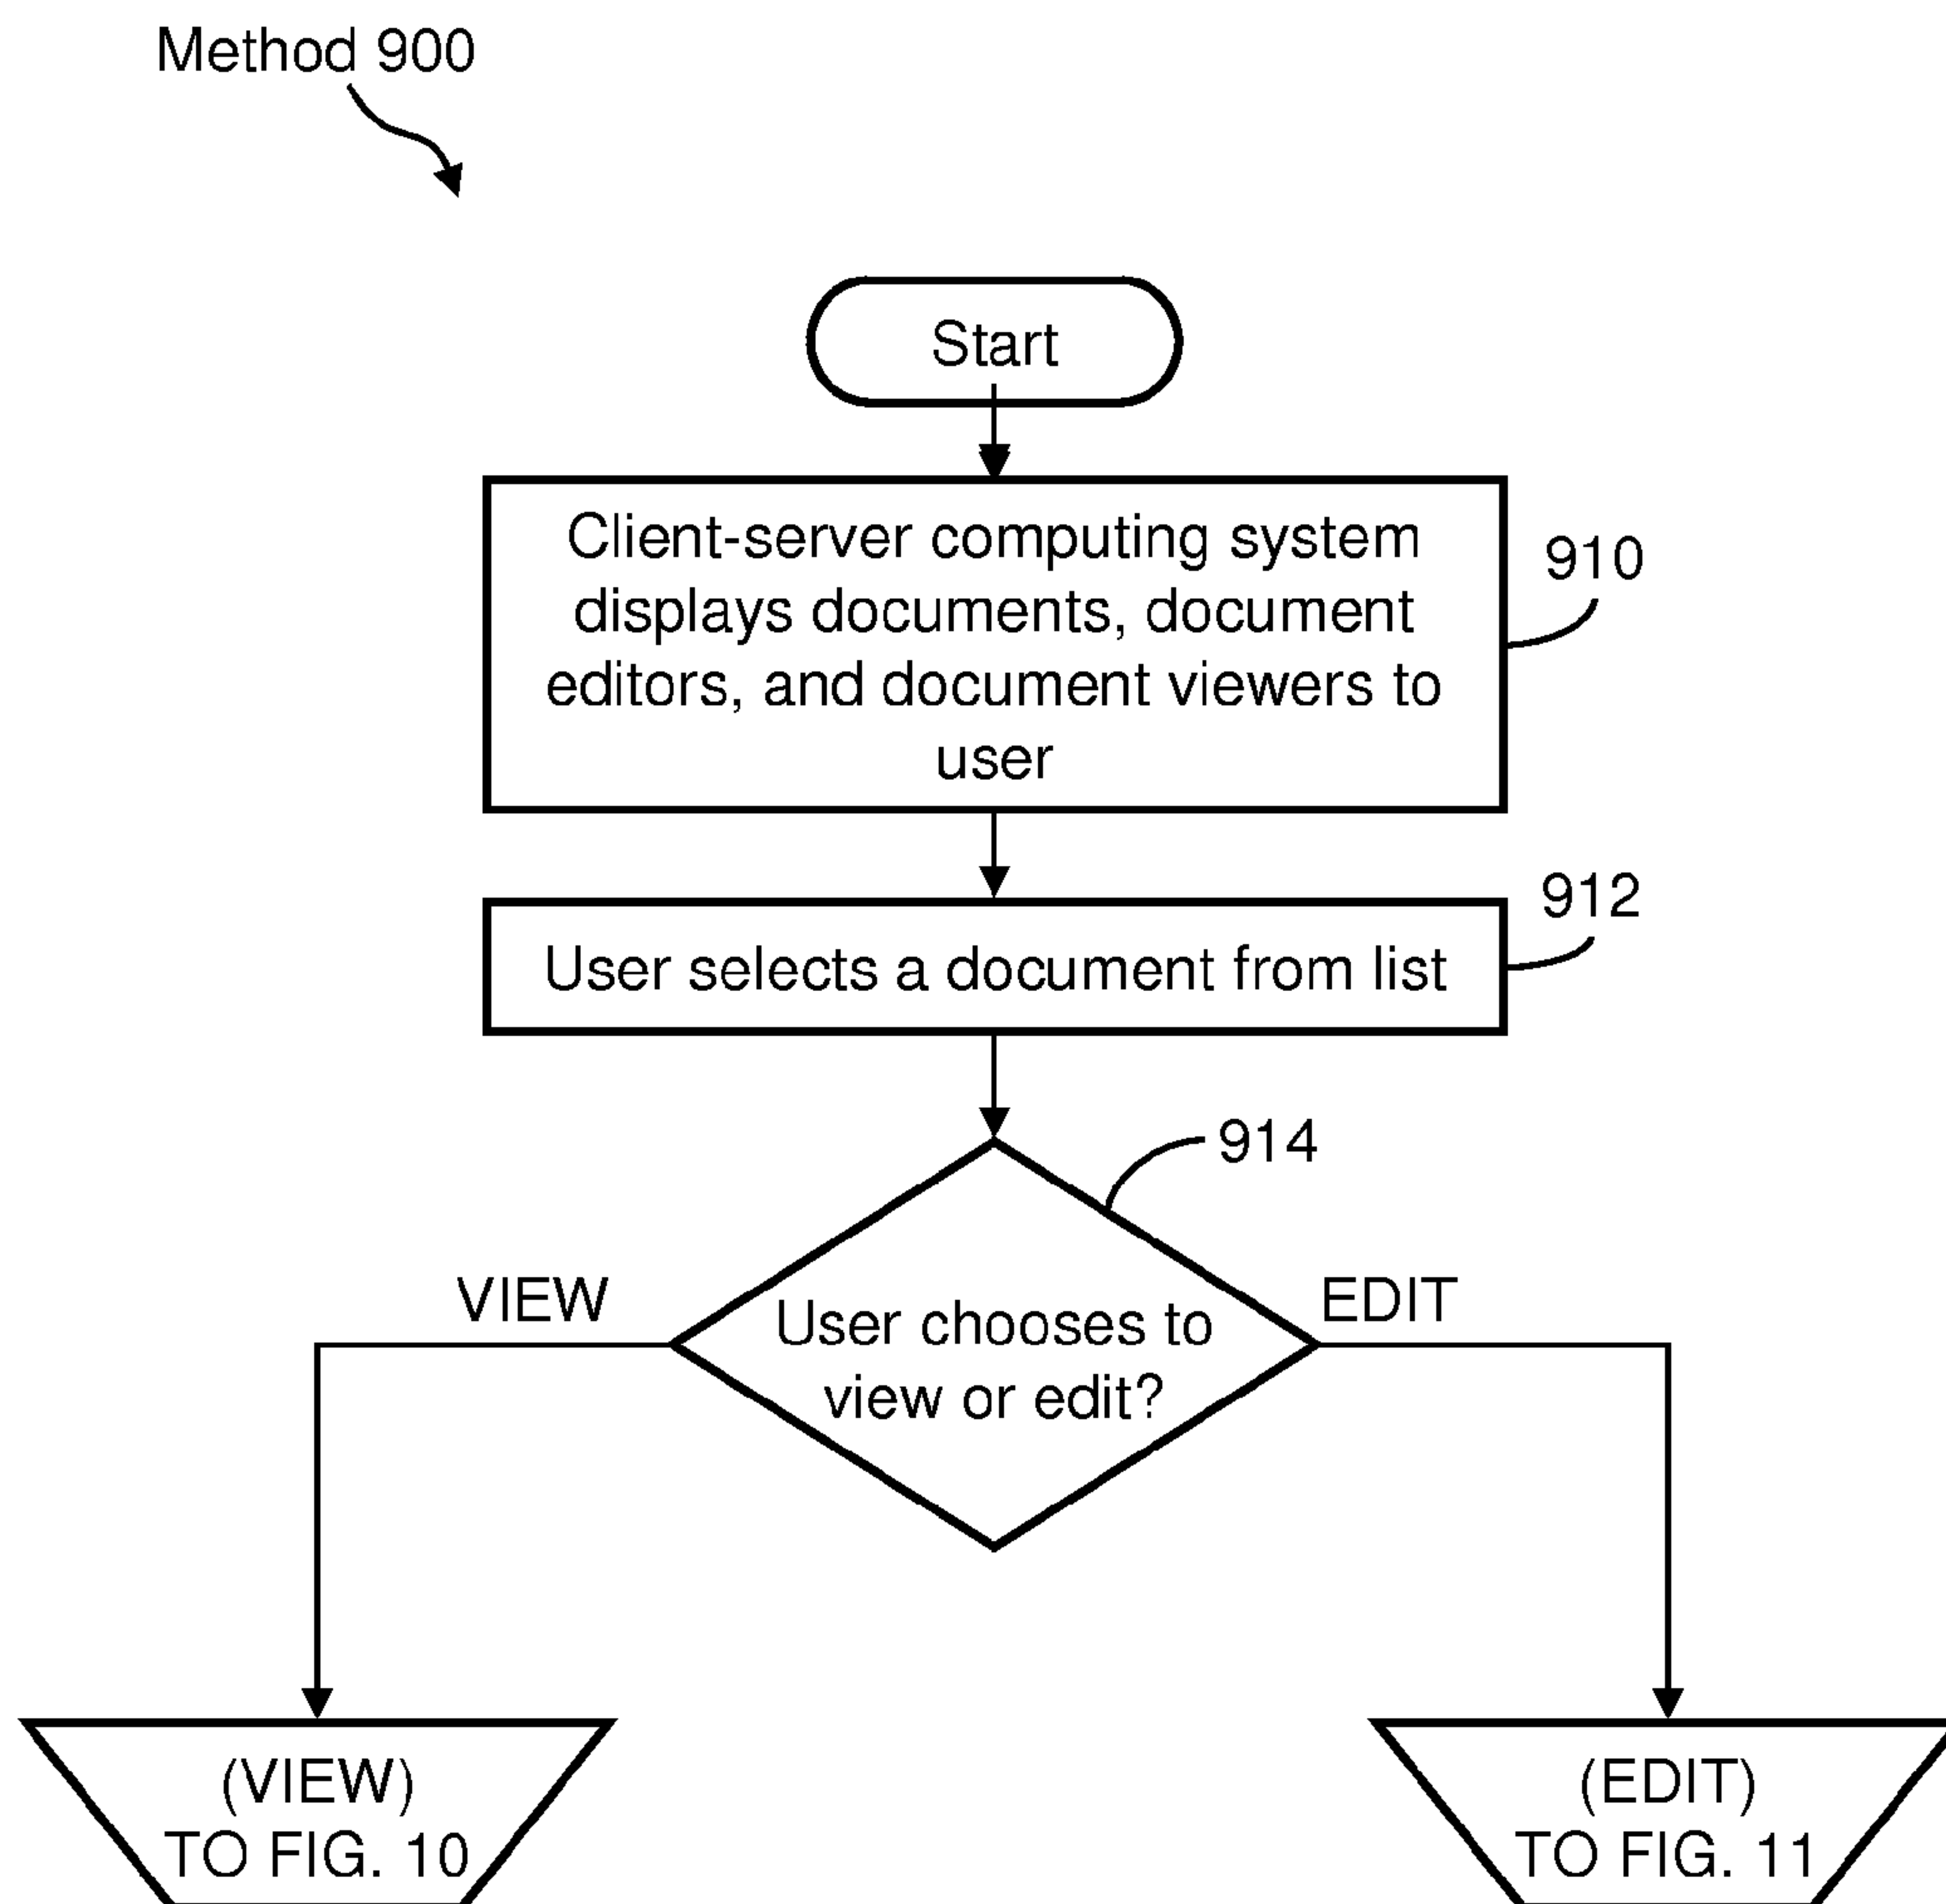 Method 900
Start
Client-server computing system
displays documents, document
editors, and document viewers to
user
910
User selects a document from list
912
914
User chooses to
view or edit?
VIEW
EDIT
(VIEW)
TO FIG. 10
(EDIT)
TO FIG. 11